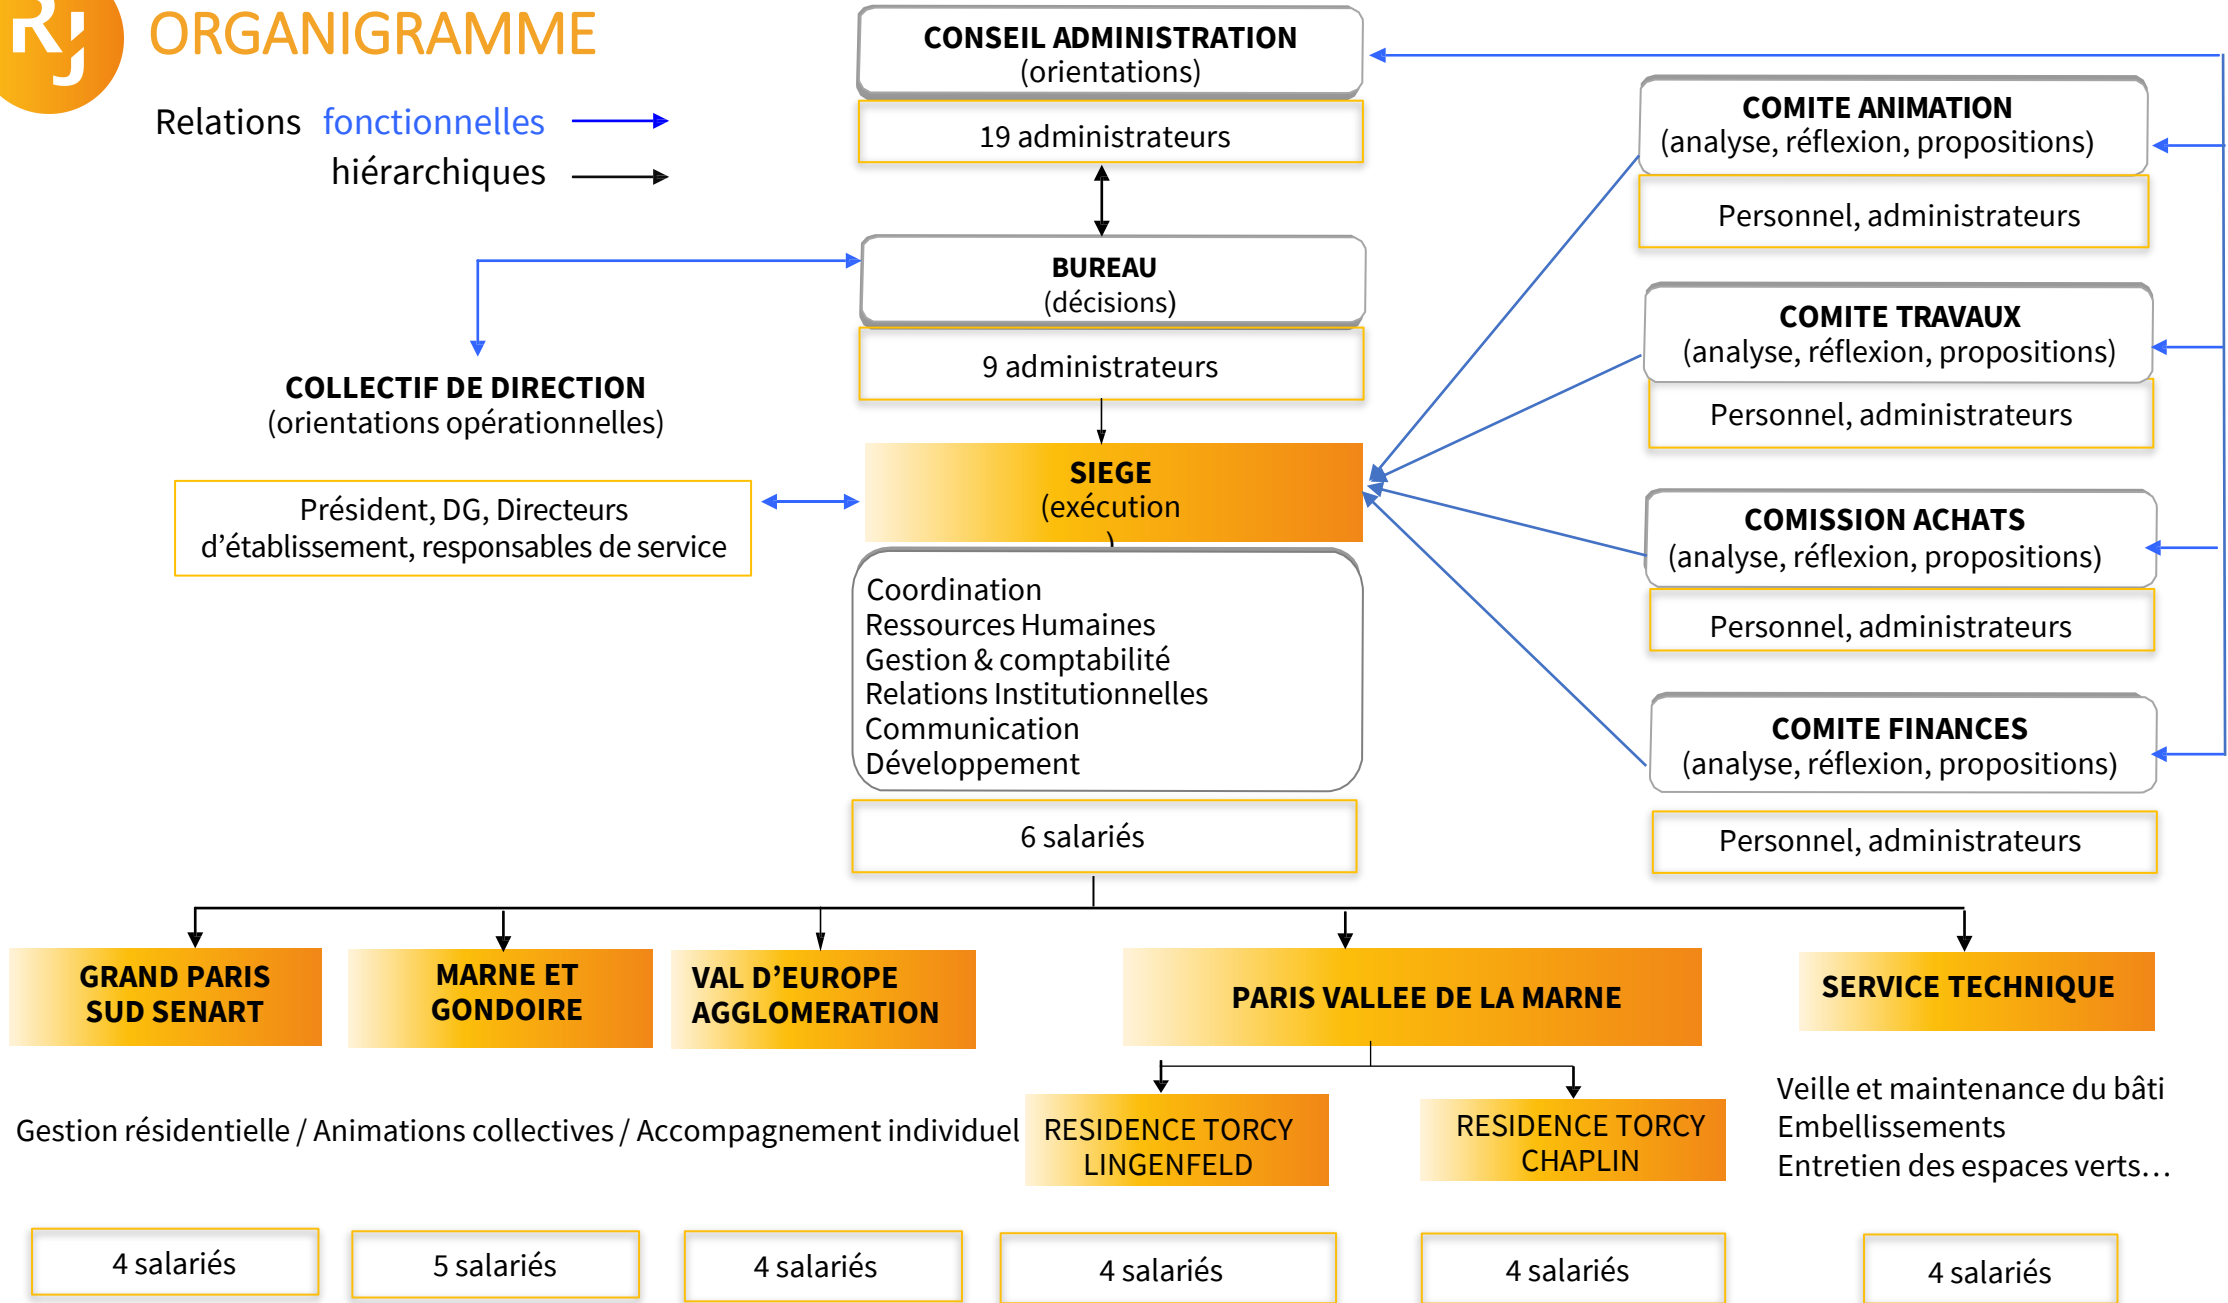 RJ
ORGANIGRAMME
Relations fonctionnelles
hiérarchiques
CONSEIL ADMINISTRATION
(orientations)
19 administrateurs
BUREAU
(décisions)
9 administrateurs
COLLECTIF DE DIRECTION
(orientations opérationnelles)
Président, DG, Directeurs
d’établissement, responsables de service
SIEGE
(exécution
)
Coordination
Ressources Humaines
Gestion & comptabilité
Relations Institutionnelles
Communication
Développement
6 salariés
COMITE ANIMATION
(analyse, réflexion, propositions)
Personnel, administrateurs
COMITE TRAVAUX
(analyse, réflexion, propositions)
Personnel, administrateurs
COMISSION ACHATS
(analyse, réflexion, propositions)
Personnel, administrateurs
COMITE FINANCES
(analyse, réflexion, propositions)
Personnel, administrateurs
GRAND PARIS
SUD SENART
MARNE ET
GONDOIRE
VAL D’EUROPE
AGGLOMERATION
PARIS VALLEE DE LA MARNE
SERVICE TECHNIQUE
Gestion résidentielle / Animations collectives / Accompagnement individuel
RESIDENCE TORCY
LINGENFELD
RESIDENCE TORCY
CHAPLIN
Veille et maintenance du bâti
Embellissements
Entretien des espaces verts…
4 salariés
5 salariés
4 salariés
4 salariés
4 salariés
4 salariés